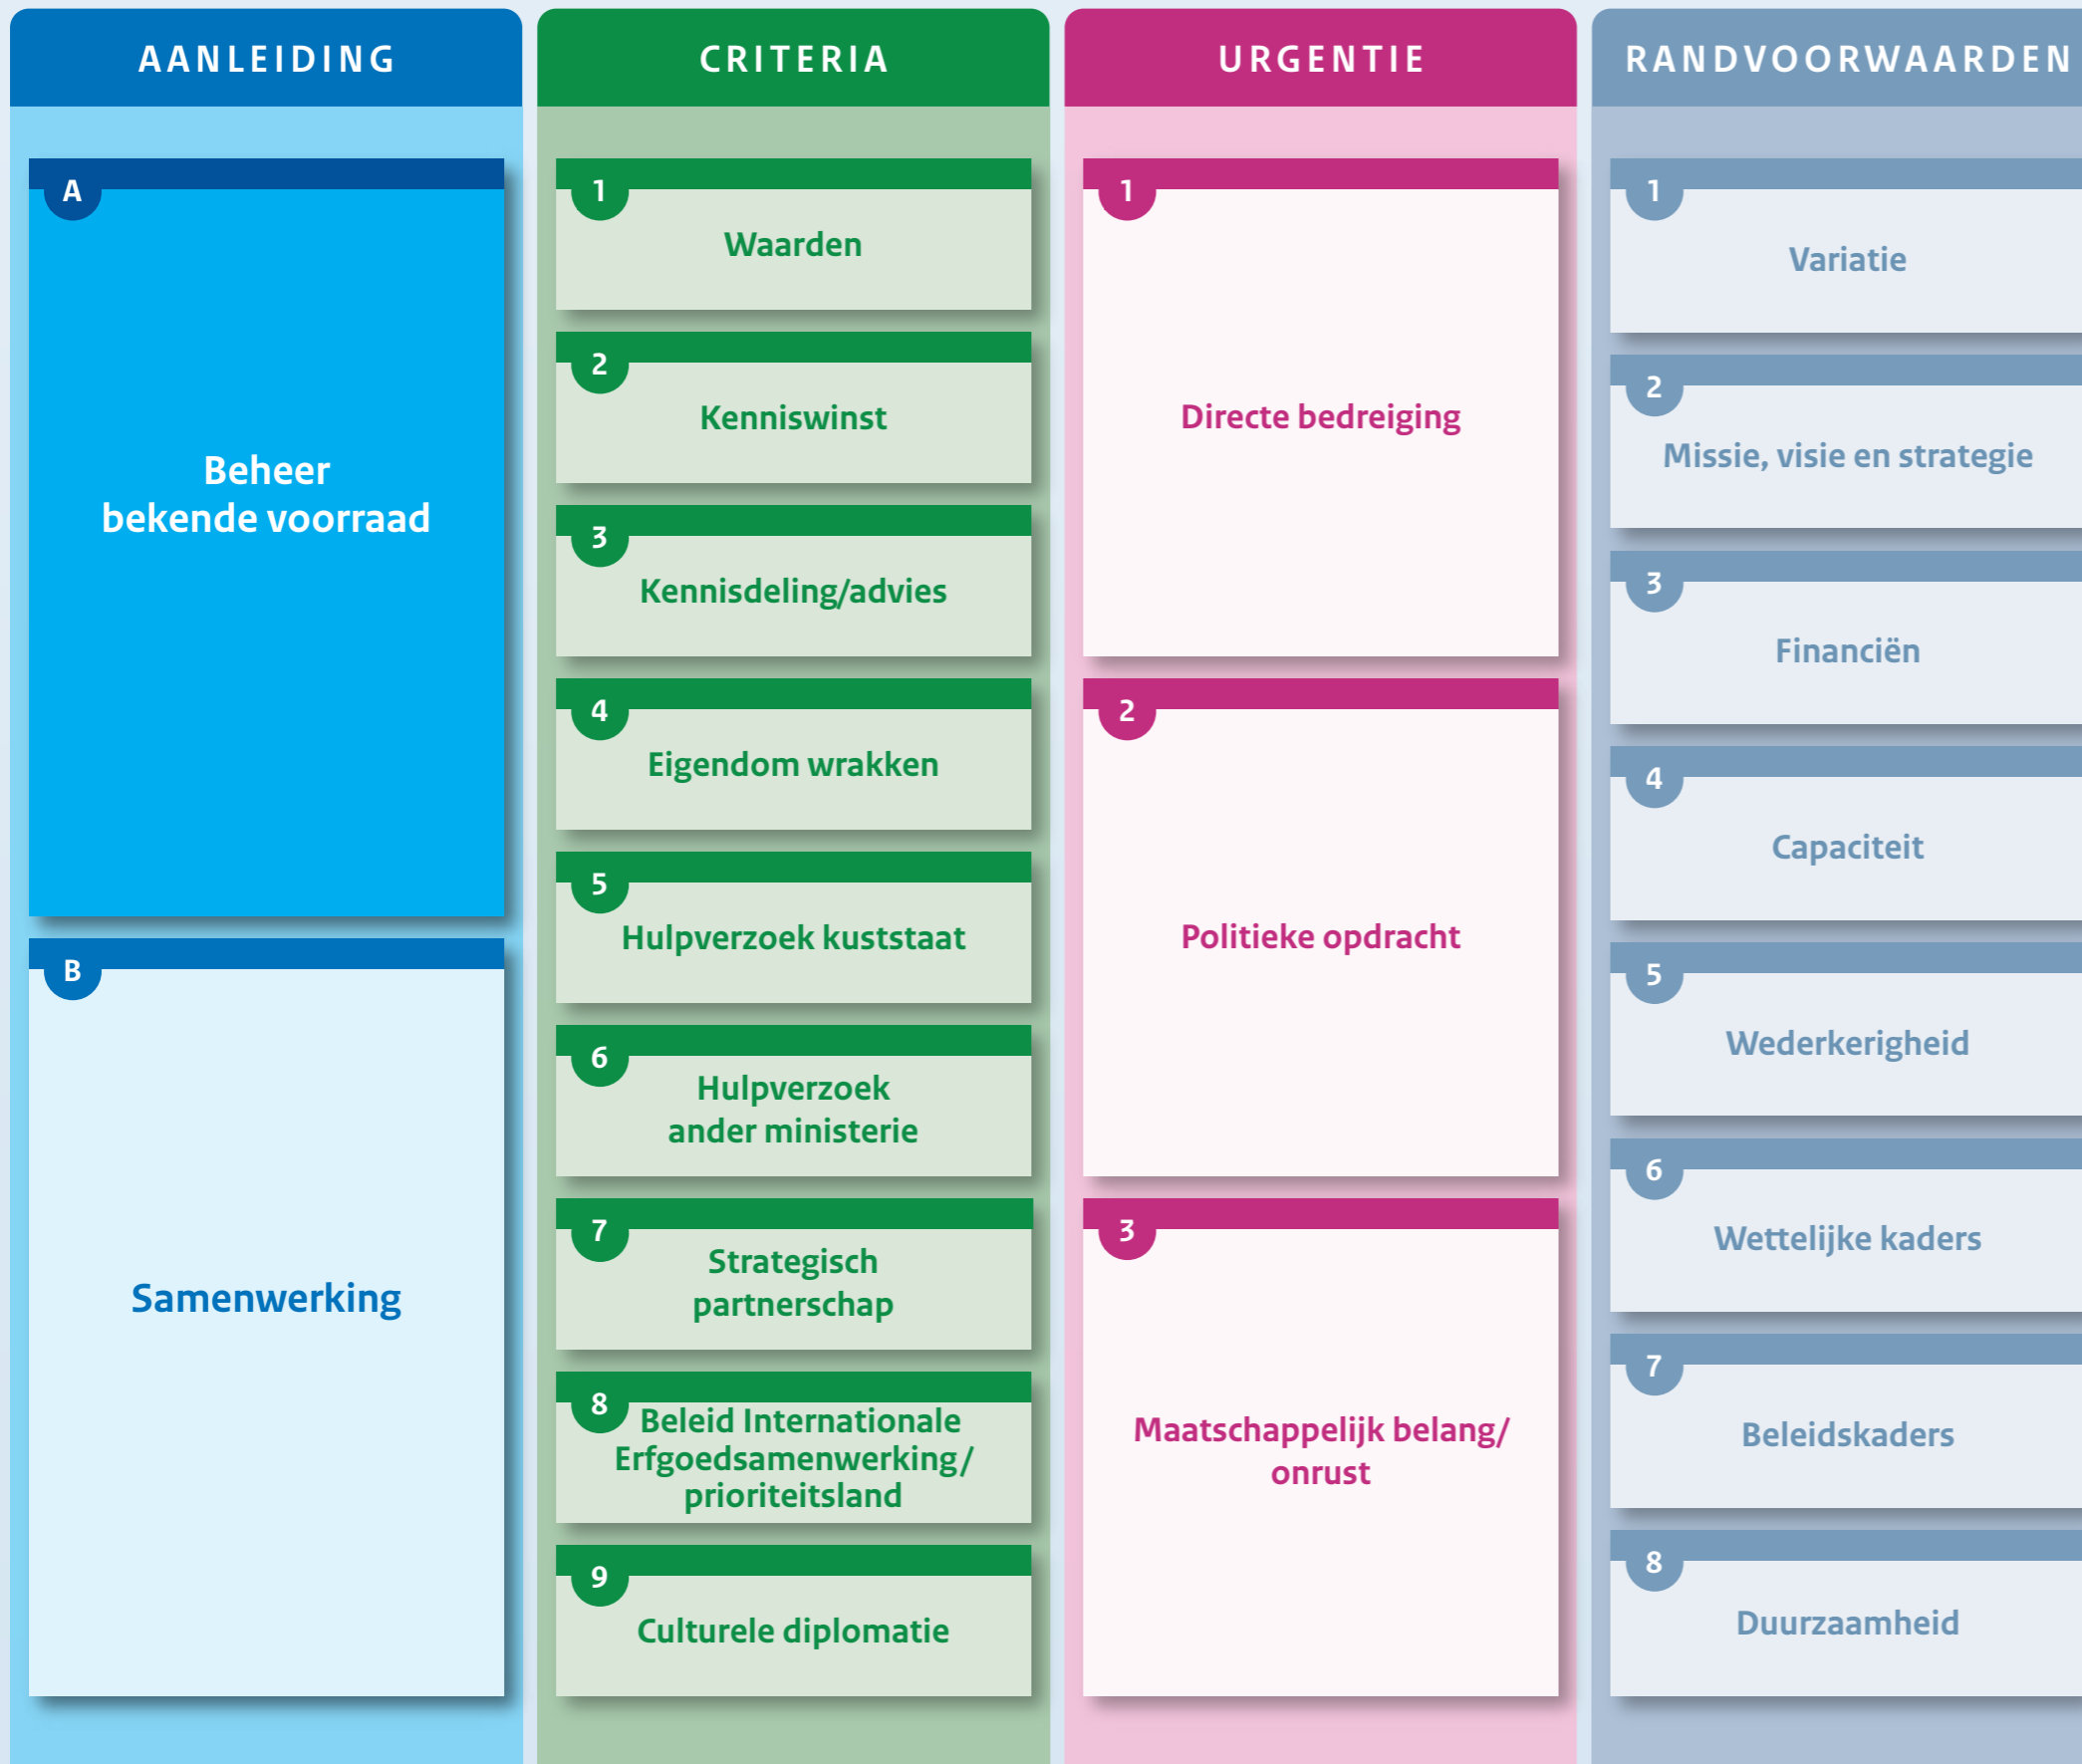 AANLEIDING
A
Beheer
bekende voorraad
B
Samenwerking
CRITERIA
1
Waarden
2
Kenniswinst
3
Kennisdeling/advies
4
Eigendom wrakken
5
Hulpverzoek kuststaat
6
Hulpverzoek
ander ministerie
7
Strategisch
partnerschap
8
Beleid Internationale
Erfgoedsamenwerking/
prioriteitsland
9
Culturele diplomatie
URGENTIE
1
Directe bedreiging
2
Politieke opdracht
3
Maatschappelijk belang/
onrust
RANDVOORWAARDEN
1
Variatie
2
Missie, visie en strategie
3
Financiën
4
Capaciteit
5
Wederkerigheid
6
Wettelijke kaders
7
Beleidskaders
8
Duurzaamheid